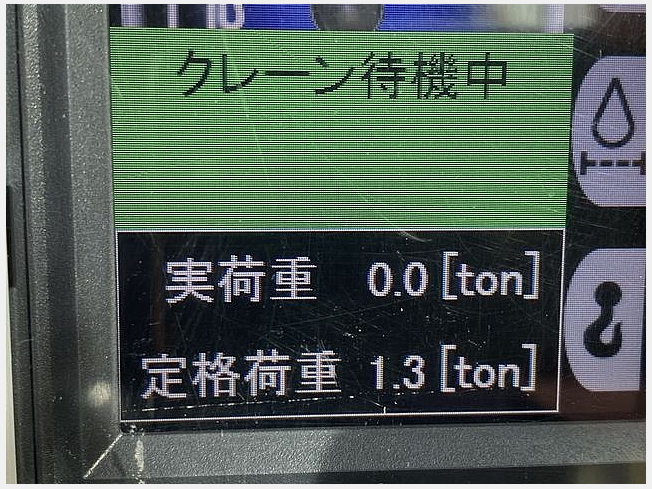 クレーン待機中
実荷重 0.0[ton]
定格荷重 1.3[ton]